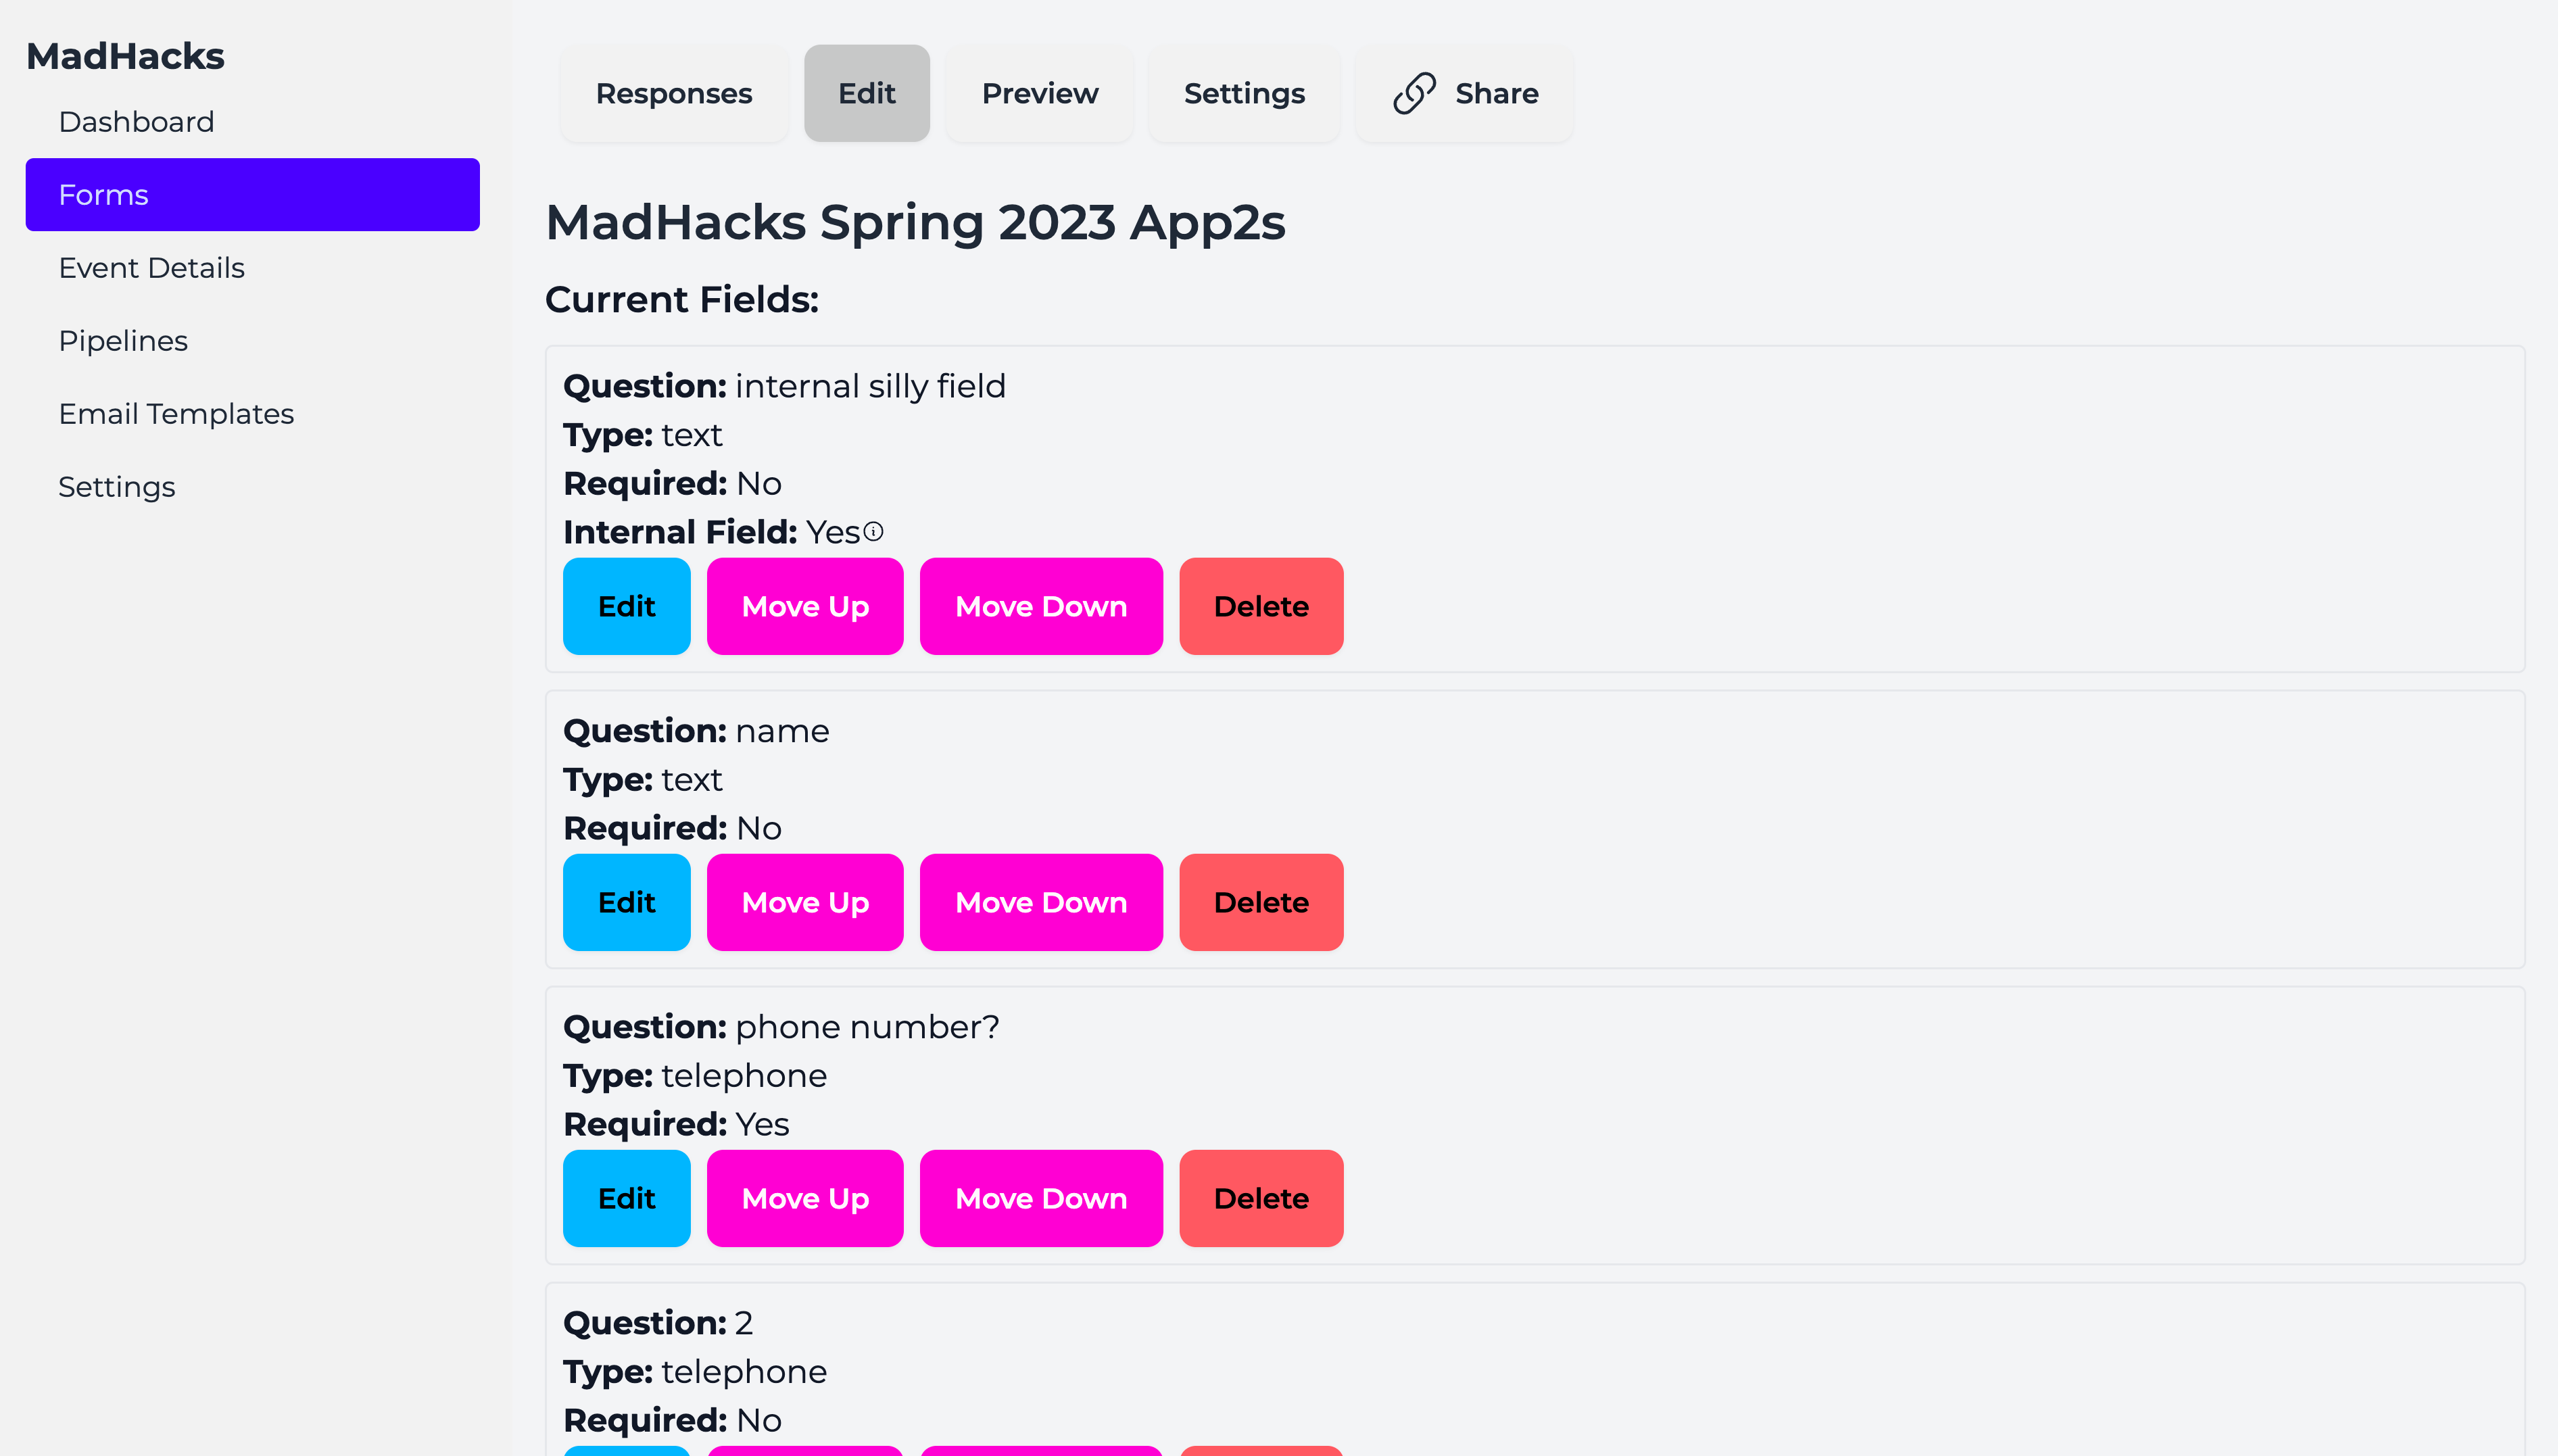 MadHacks
Dashboard
Forms
Event Details
Pipelines
Email Templates
Settings
Responses
Edit
Preview
Settings
Share
MadHacks Spring 2023 App2s
Current Fields:
Question: internal silly field
Type: text
Required: No
Internal Field: Yes
Edit
Move Up
Move Down
Delete
Question: name
Type: text
Required: No
Edit
Move Up
Move Down
Delete
Question: phone number?
Type: telephone
Required: Yes
Edit
Move Up
Move Down
Delete
Question: 2
Type: telephone
Required: No